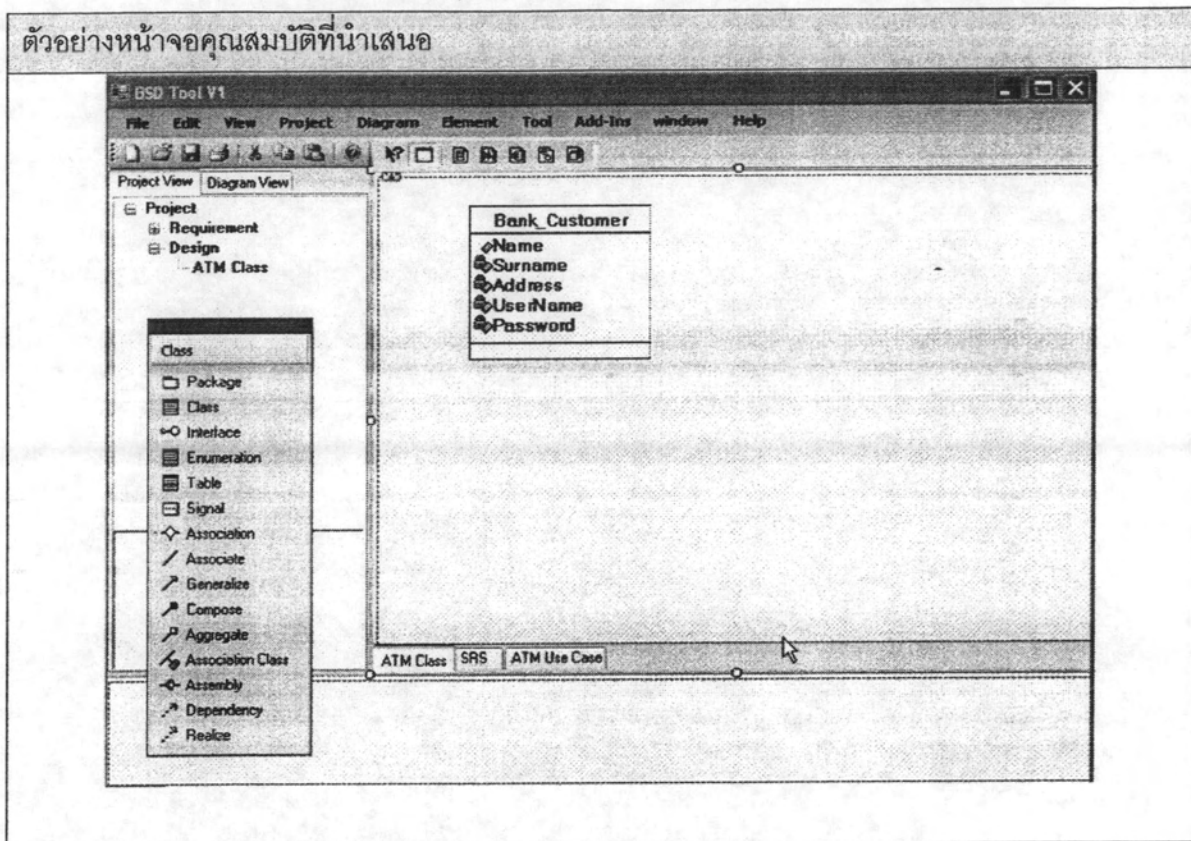 ตัวอย่างหน้าจอคุณสมบัติที่นำเสนอ
GSD Tool V1
File Edit View Project Diagram Element Tool Add-Ins window Help
Project View Diagram View
Project
Requirement
Design
ATM Class
Class
Package
Class
Interface
Enumeration
Table
Signal
Association
Associate
Generalize
Compose
Aggregate
Association Class
Assembly
Dependency
Realize
Bank_Customer
Name
Surname
Address
UserName
Password
ATM Class SRS ATM Use Case